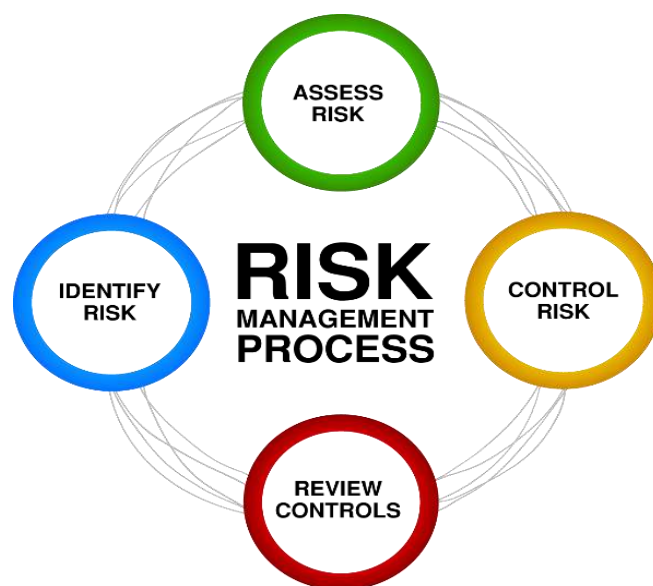 ASSESS
RISK
IDENTIFY
RISK
RISK
MANAGEMENT
PROCESS
CONTROL
RISK
REVIEW
CONTROLS